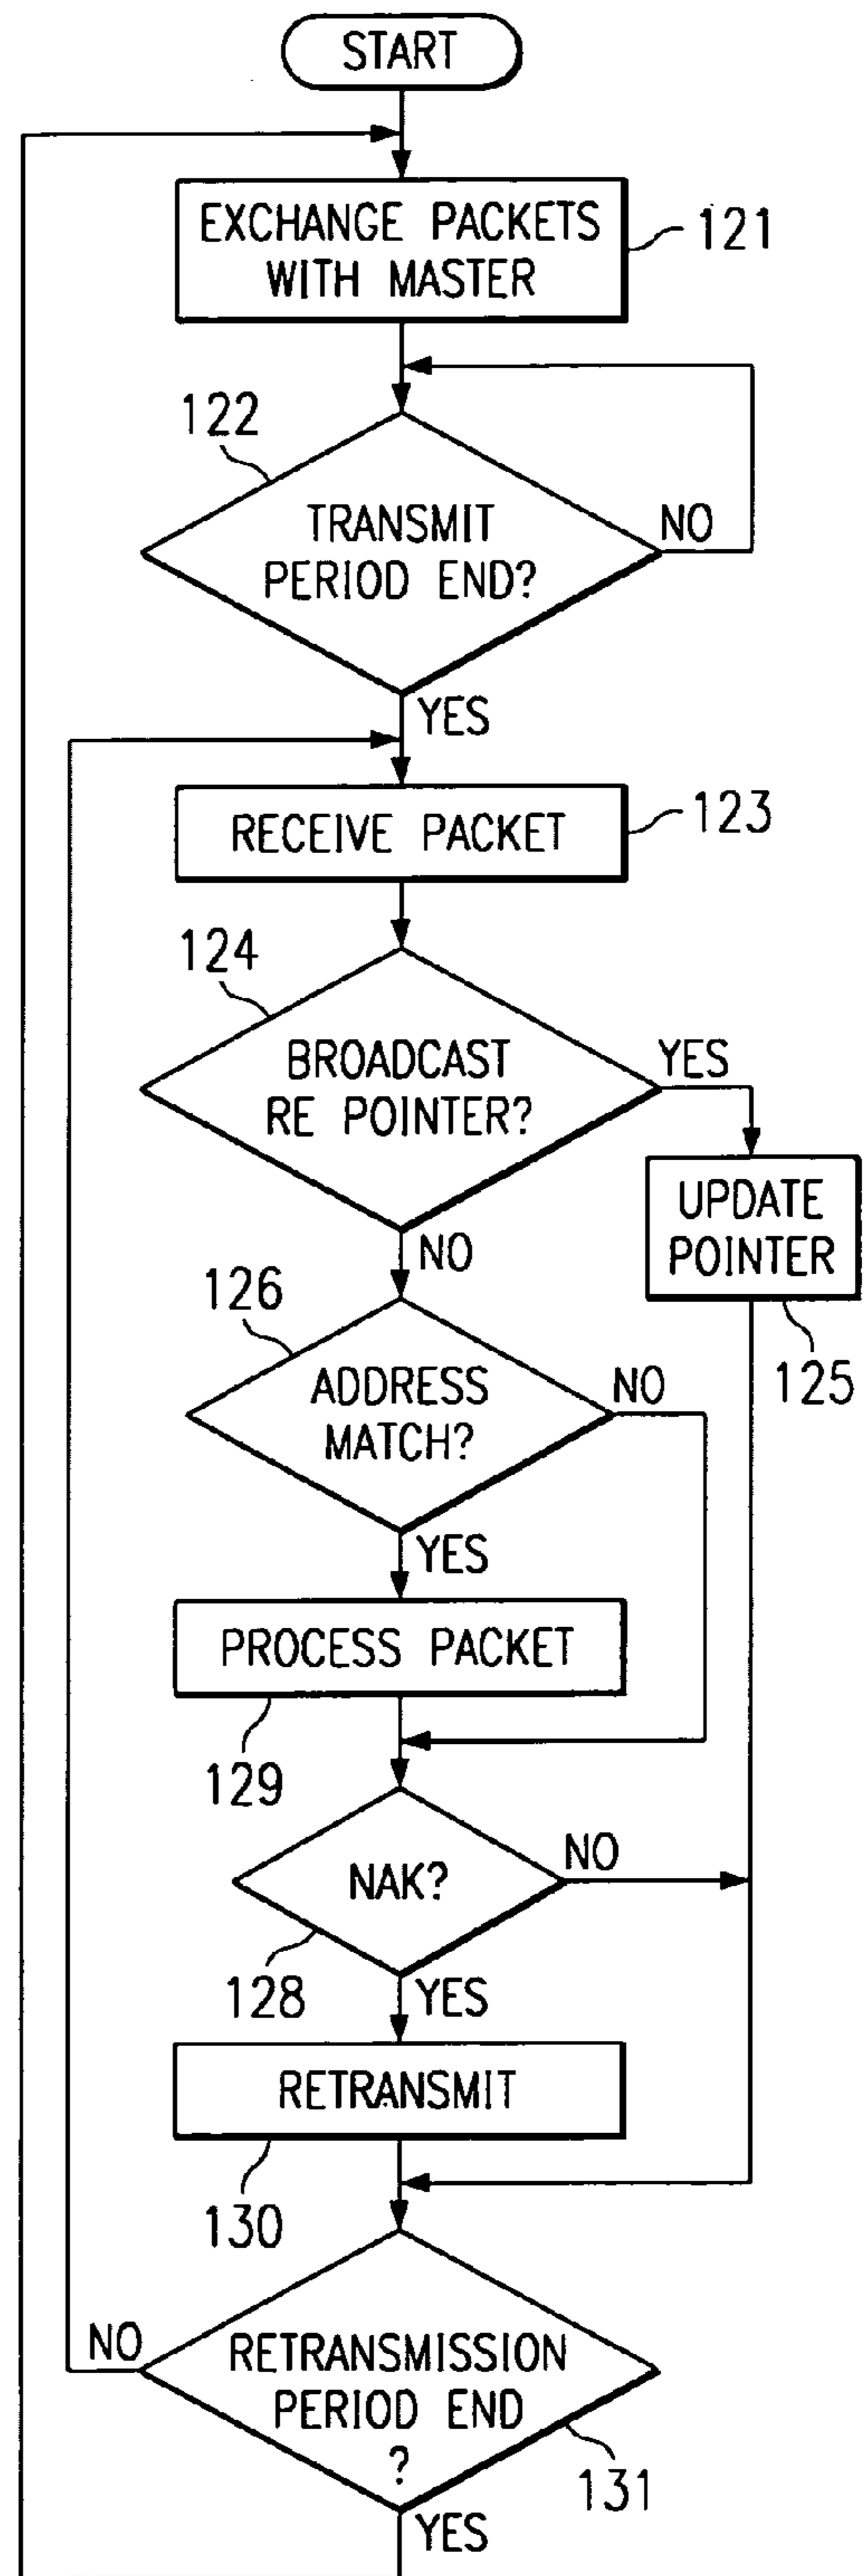 START
EXCHANGE PACKETS
WITH MASTER
121
122
TRANSMIT
PERIOD END?
NO
YES
RECEIVE PACKET
123
124
BROADCAST
RE POINTER?
YES
UPDATE
POINTER
125
NO
126
ADDRESS
MATCH?
NO
YES
PROCESS PACKET
129
NAK?
NO
128
YES
RETRANSMIT
130
NO
RETRANSMISSION
PERIOD END
?
131
YES